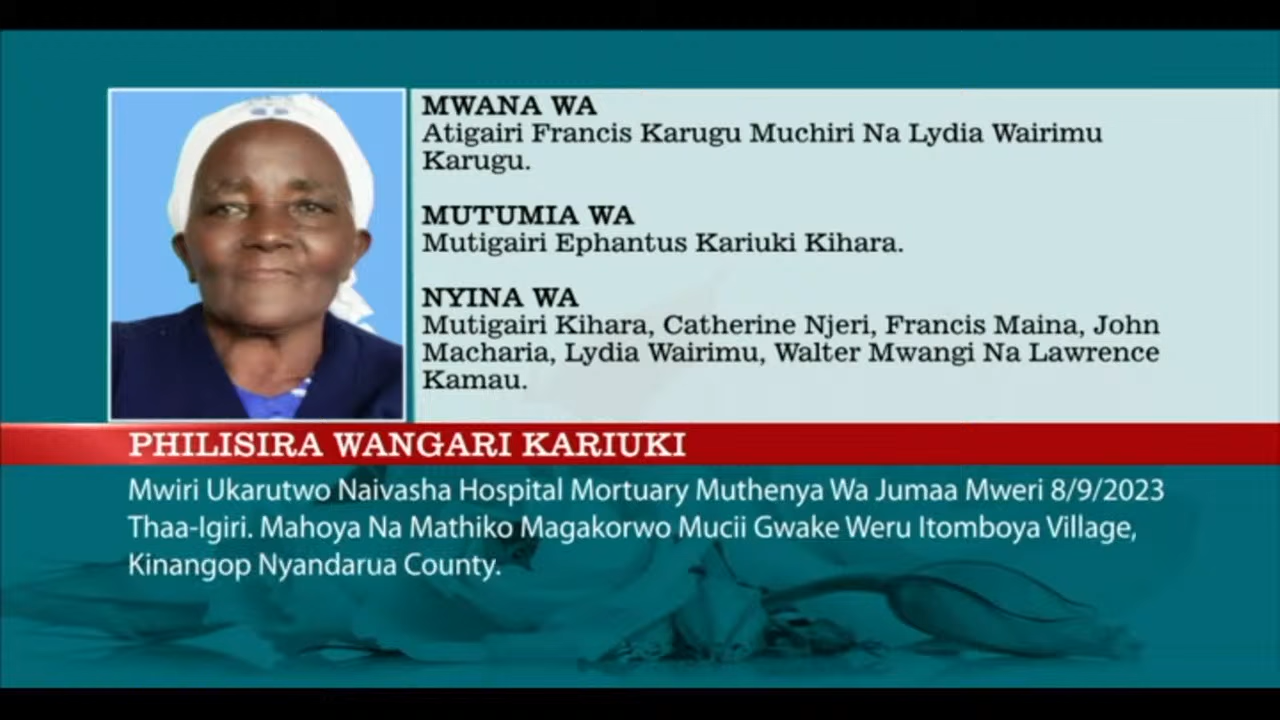 MWANA WA
Atigairi Francis Karugu Muchiri Na Lydia Wairimu
Karugu.
MUTUMIA WA
Mutigairi Ephantus Kariuki Kihara.
NYINA WA
Mutigairi Kihara, Catherine Njeri, Francis Maina, John
Macharia, Lydia Wairimu, Walter Mwangi Na Lawrence
Kamau.
PHILISIRA WANGARI KARIUKI
Mwiri Ukarutwo Naivasha Hospital Mortuary Muthenya Wa Jumaa Mweri 8/9/2023
Thaa-Igiri. Mahoya Na Mathiko Magakorwo Mucii Gwake Weru Itomboya Village,
Kinangop Nyandarua County.